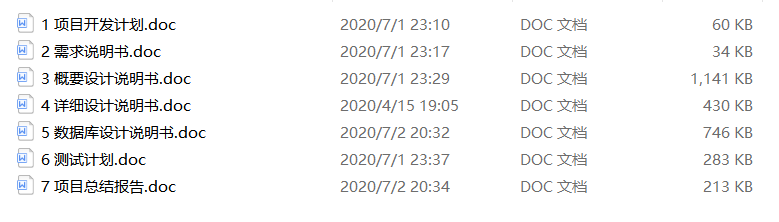 1 项目开发计划.doc 2020/7/1 23:10 DOC 文档 60 KB
2 需求说明书.doc 2020/7/1 23:17 DOC 文档 34 KB
3 概要设计说明书.doc 2020/7/1 23:29 DOC 文档 1,141 KB
4 详细设计说明书.doc 2020/4/15 19:05 DOC 文档 430 KB
5 数据库设计说明书.doc 2020/7/2 20:32 DOC 文档 746 KB
6 测试计划.doc 2020/7/1 23:37 DOC 文档 283 KB
7 项目总结报告.doc 2020/7/2 20:34 DOC 文档 213 KB